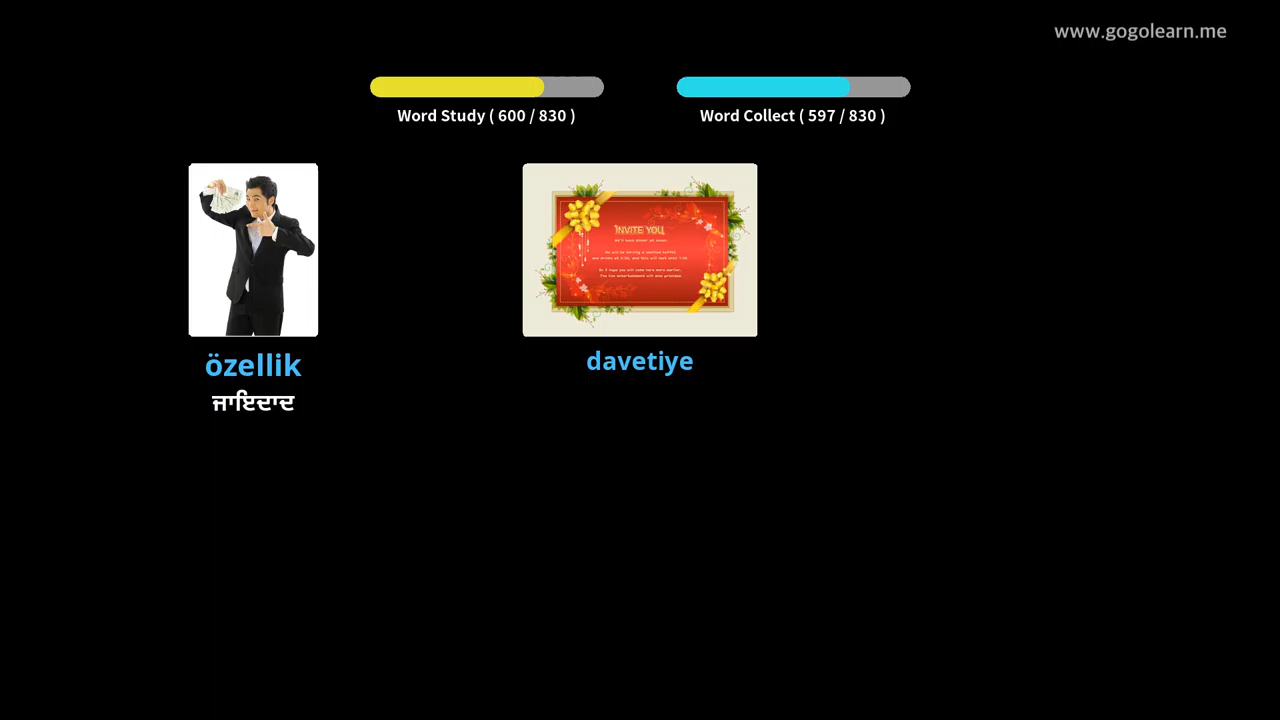 www.gogolearn.me
Word Study ( 600 / 830 )
Word Collect ( 597 / 830 )
INVITE YOU
özellik
ਜਾਇਦਾਦ
davetiye